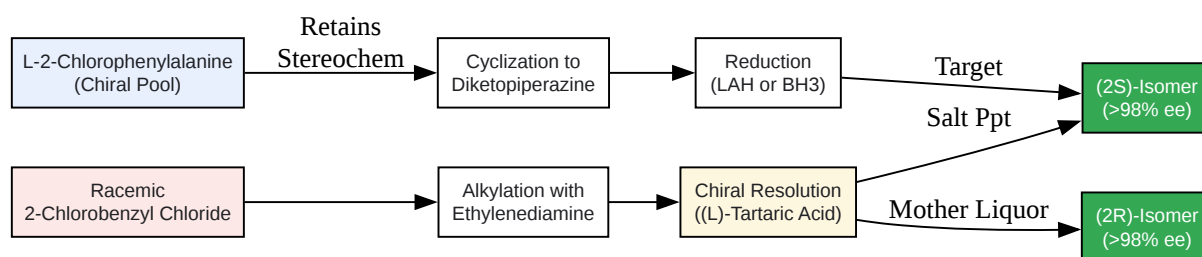 L-2-Chlorophenylalanine
(Chiral Pool)
Retains
Stereochem
Cyclization to
Diketopiperazine
Reduction
(LAH or BH3)
Target
(2S)-Isomer
(>98% ee)
Salt Ppt
Racemic
2-Chlorobenzyl Chloride
Alkylation with
Ethylenediamine
Chiral Resolution
((L)-Tartaric Acid)
Mother Liquor
(2R)-Isomer
(>98% ee)